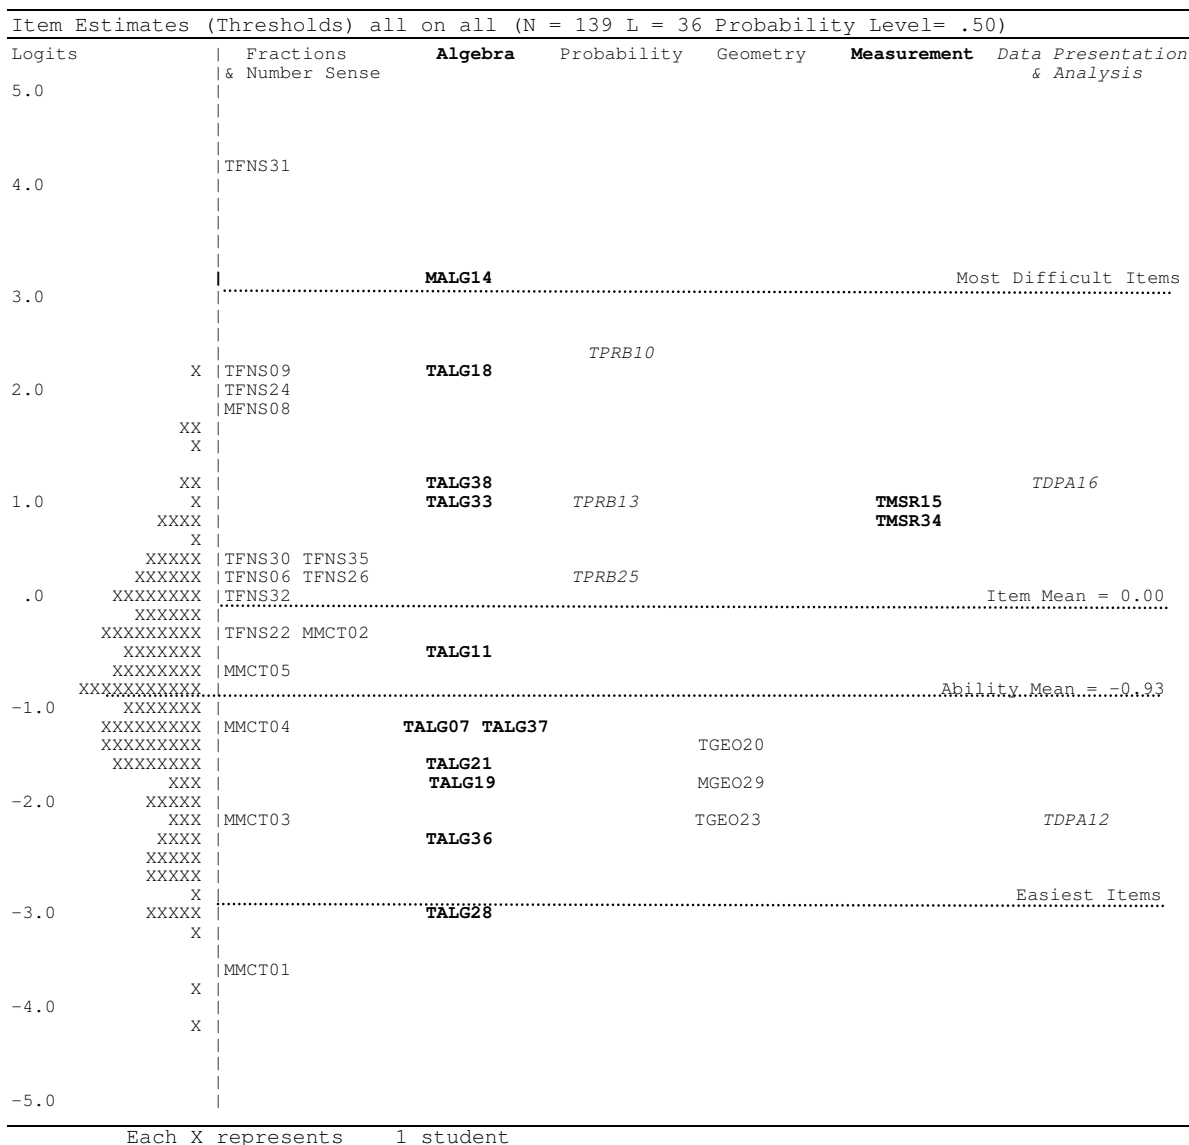 Item Estimates (Thresholds) all on all (N = 139 L = 36 Probability Level= .50)
Logits | Fractions Algebra Probability Geometry Measurement Data Presentation
|& Number Sense & Analysis
5.0 |
|
|
|
|TFNS31
4.0 |
|
|
|
| MALG14 Most Difficult Items
3.0 |
|
|
| TPRB10
X |TFNS09 TALG18
2.0 |TFNS24
|MFNS08
XX |
X |
|
XX | TALG38 TDPA16
1.0 X | TALG33 TPRB13 TMSR15
XXXX | TMSR34
X |
XXXXX |TFNS30 TFNS35
XXXXXX |TFNS06 TFNS26 TPRB25
.0 XXXXXXXX |TFNS32 Item Mean = 0.00
XXXXXX |
XXXXXXXXX |TFNS22 MMCT02
XXXXXXX | TALG11
XXXXXXXX |MMCT05
XXXXXXXXXXX | Ability Mean = -0.93
-1.0 XXXXXXX |
XXXXXXXXX |MMCT04 TALG07 TALG37
XXXXXXXXX | TGEO20
XXXXXXXX | TALG21
XXX | TALG19 MGEO29
-2.0 XXXXX |
XXX |MMCT03 TGEO23 TDPA12
XXXX | TALG36
XXXXX |
XXXXX |
X | Easiest Items
-3.0 XXXXX | TALG28
X |
|
|MMCT01
X |
-4.0 |
X |
|
|
|
-5.0 |
Each X represents 1 student